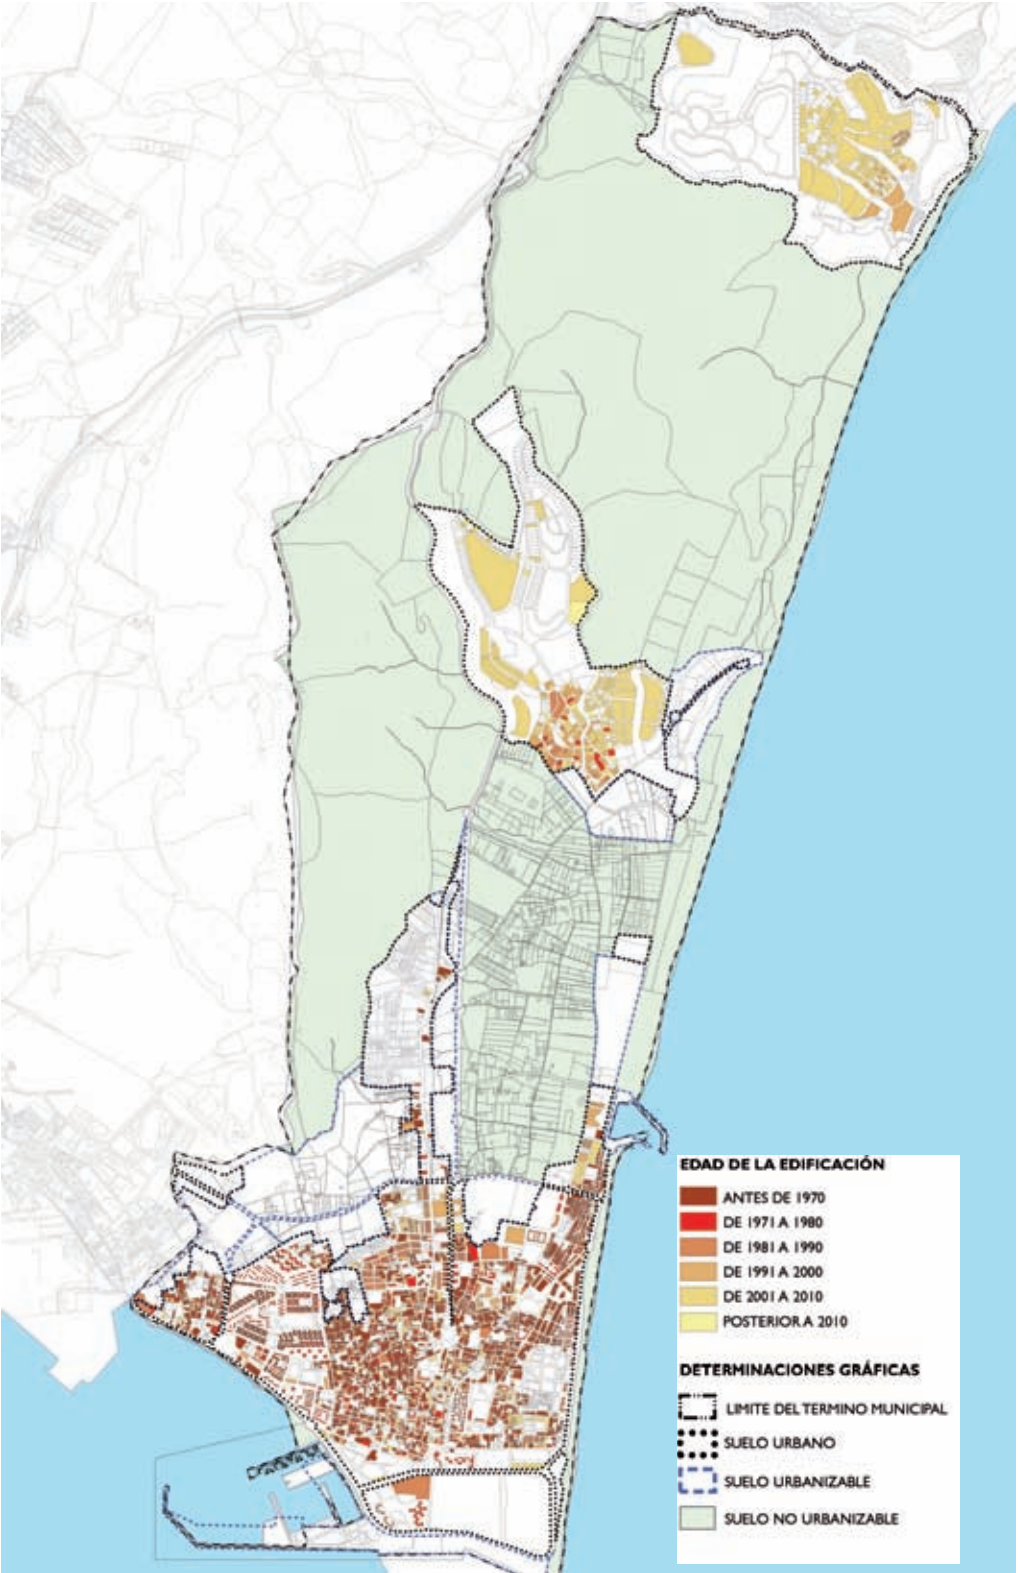 EDAD DE LA EDIFICACIÓN
ANTES DE 1970
DE 1971 A 1980
DE 1981 A 1990
DE 1991 A 2000
DE 2001 A 2010
POSTERIOR A 2010
DETERMINACIONES GRÁFICAS
LIMITE DEL TERMINO MUNICIPAL
SUELO URBANO
SUELO URBANIZABLE
SUELO NO URBANIZABLE